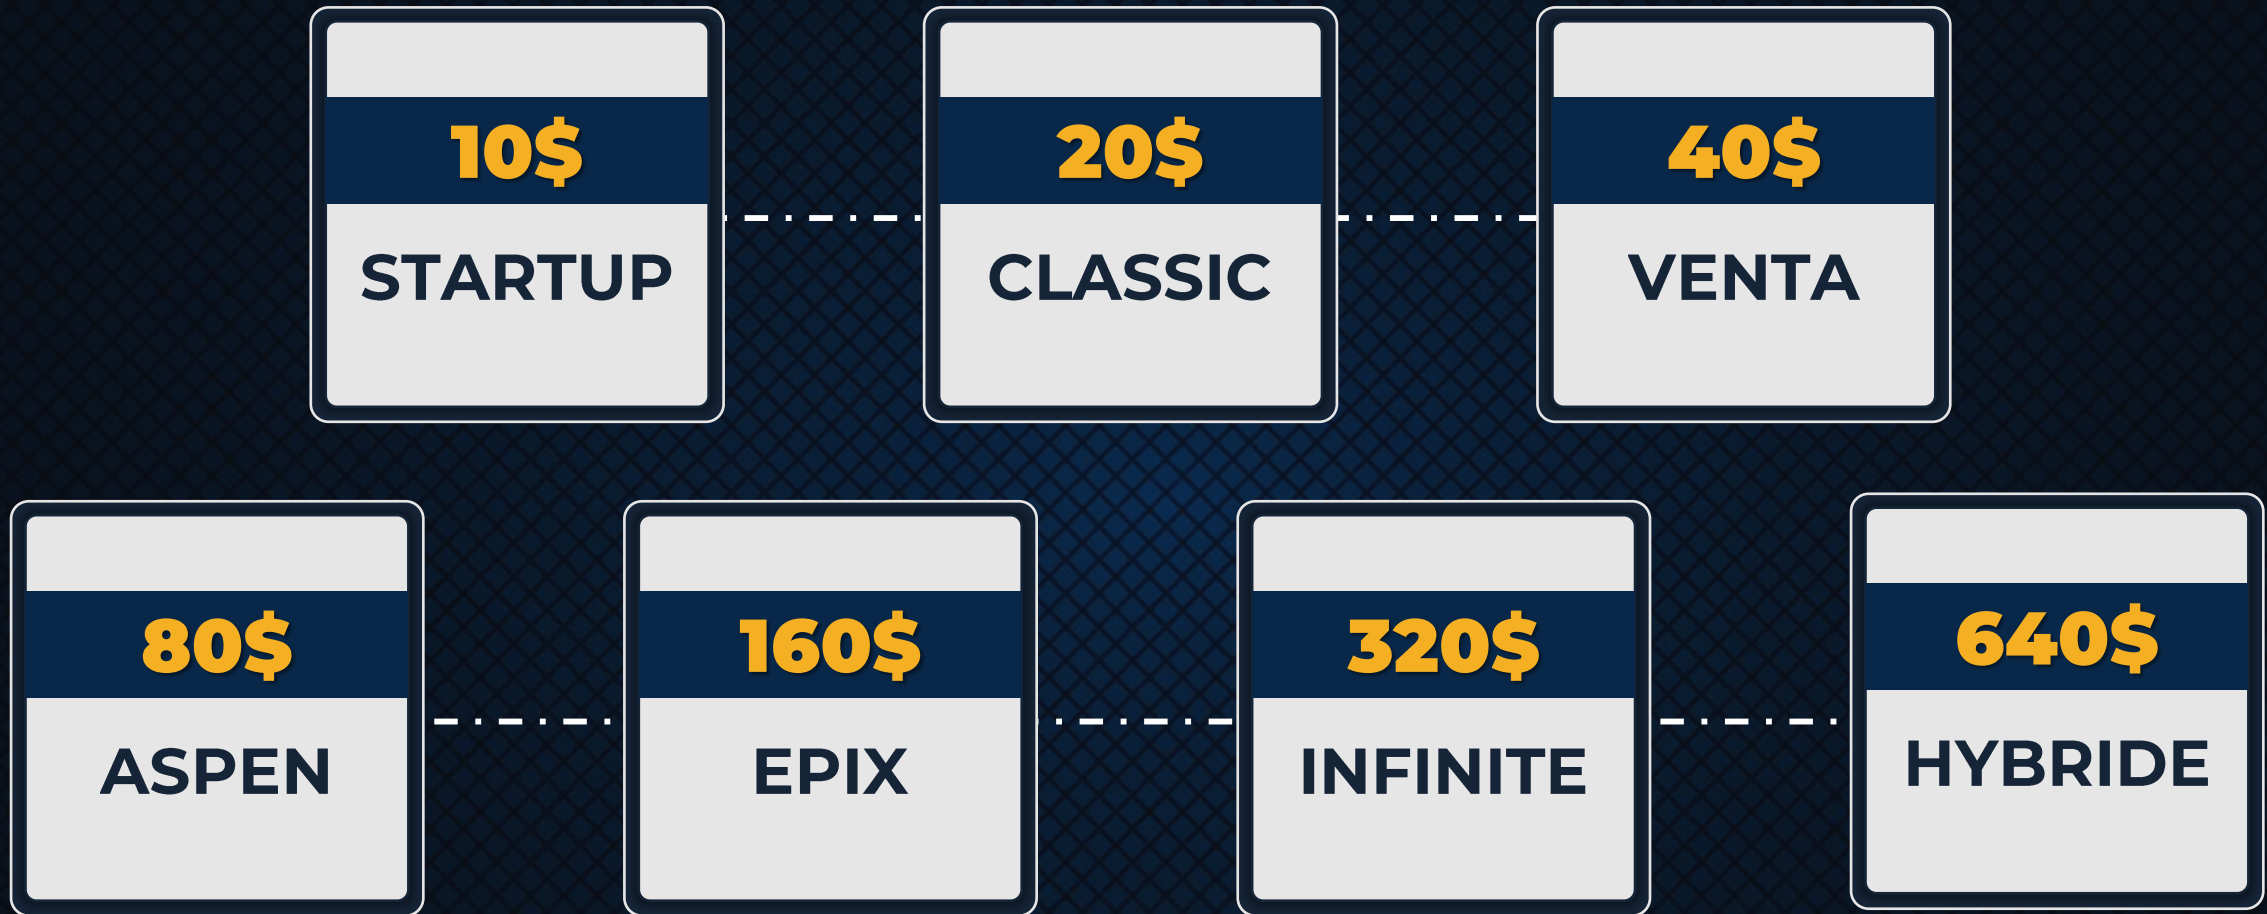 10$
STARTUP
20$
CLASSIC
40$
VENTA
80$
ASPEN
160$
EPIX
320$
INFINITE
640$
HYBRIDE